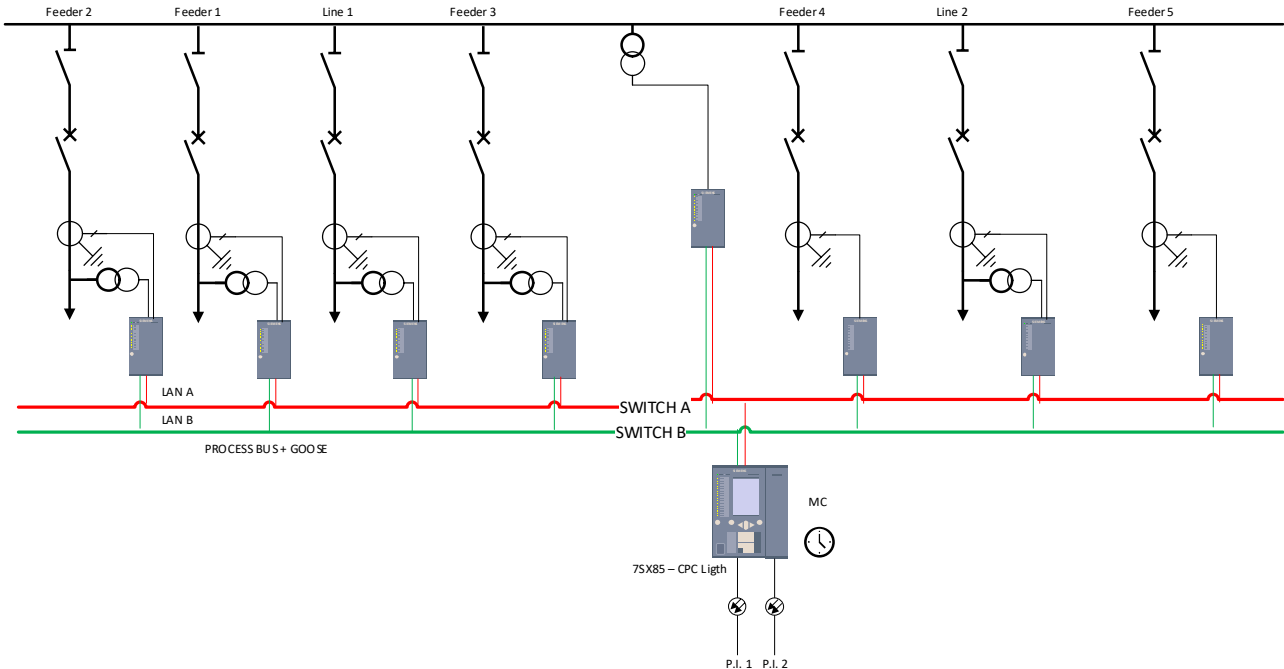 Feeder 2
Feeder 1
Line 1
Feeder 3
Feeder 4
Line 2
Feeder 5
LAN A
SWITCH A
LAN B
SWITCH B
PROCESS BUS + GOOSE
MC
7SX85 – CPC Ligth
P.I. 1
P.I. 2